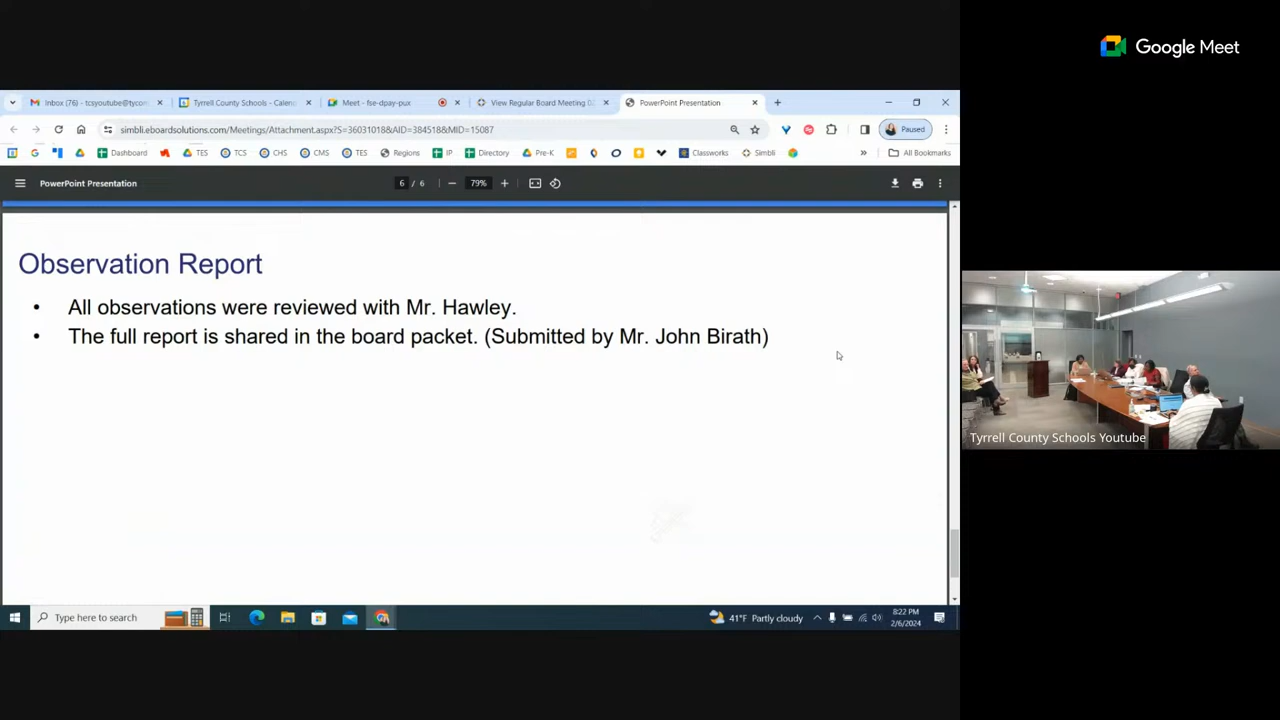 Google Meet
Inbox (76) - tcsyoutube@tycom
Tyrrell County Schools - Calend
Meet - fse-dpay-pux
View Regular Board Meeting 02
PowerPoint Presentation
simbli.eboardsolutions.com/Meetings/Attachment.aspx?S=36031018&AID=384518&MID=15087
Paused
Dashboard
TES
TCS
CHS
CMS
TES
Regions
IP
Directory
Pre-K
Classworks
Simbli
All Bookmarks
PowerPoint Presentation
6 / 6
79%
Observation Report
• All observations were reviewed with Mr. Hawley.
• The full report is shared in the board packet. (Submitted by Mr. John Birath)
Tyrrell County Schools Youtube
Type here to search
41°F Partly cloudy
8:22 PM
2/6/2024